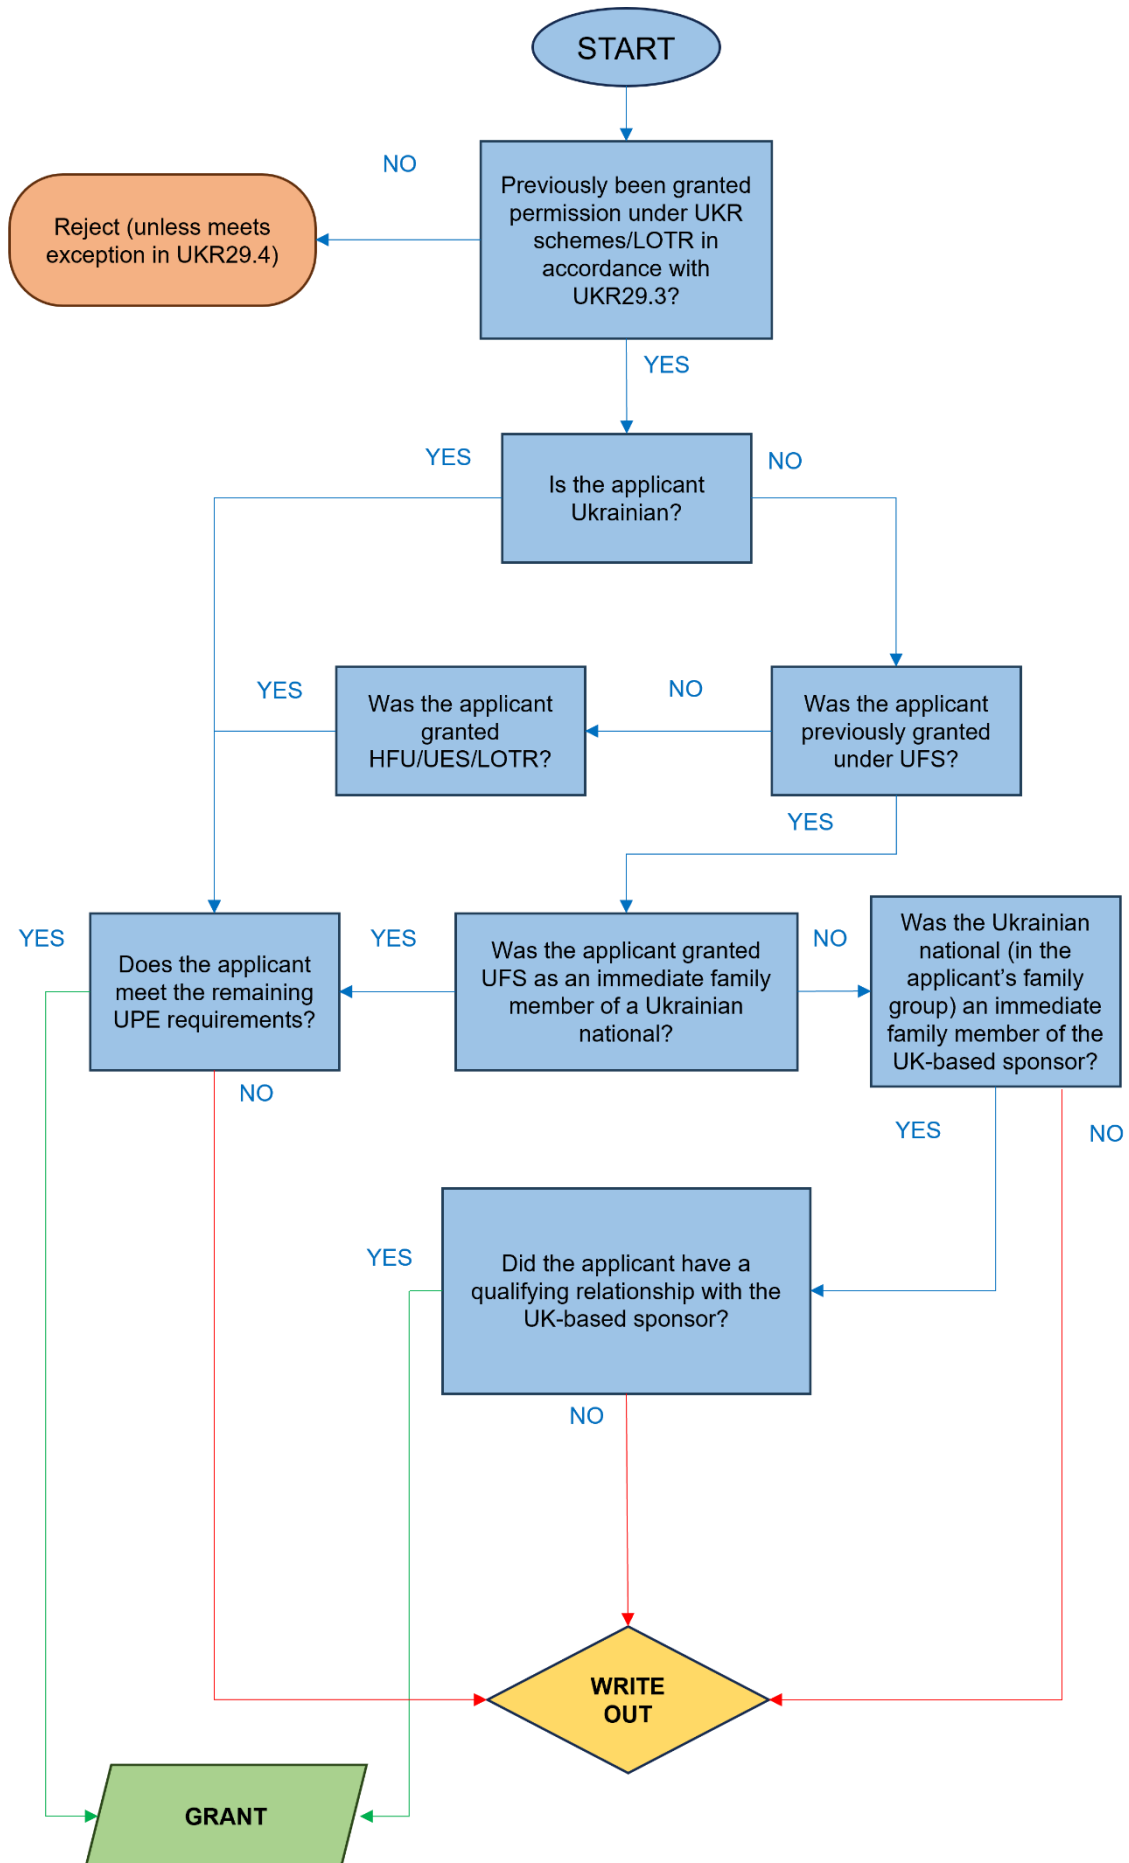 START
NO
Previously been granted
permission under UKR
schemes/LOTR in
accordance with
UKR29.3?
Reject (unless meets
exception in UKR29.4)
YES
YES
NO
Is the applicant
Ukrainian?
YES
Was the applicant
granted
HFU/UES/LOTR?
NO
Was the applicant
previously granted
under UFS?
YES
YES
Does the applicant
meet the remaining
UPE requirements?
YES
Was the applicant granted
UFS as an immediate family
member of a Ukrainian
national?
NO
Was the Ukrainian
national (in the
applicant’s family
group) an immediate
family member of the
UK-based sponsor?
NO
YES
NO
YES
Did the applicant have a
qualifying relationship with the
UK-based sponsor?
NO
WRITE
OUT
GRANT